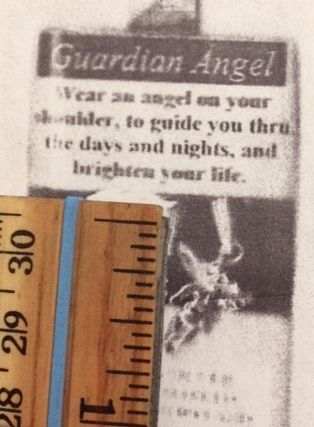 Guardian Angel
Wear an angel on your
shoulder, to guide you thru
the days and nights, and
brighten your life.
30
29
28
1